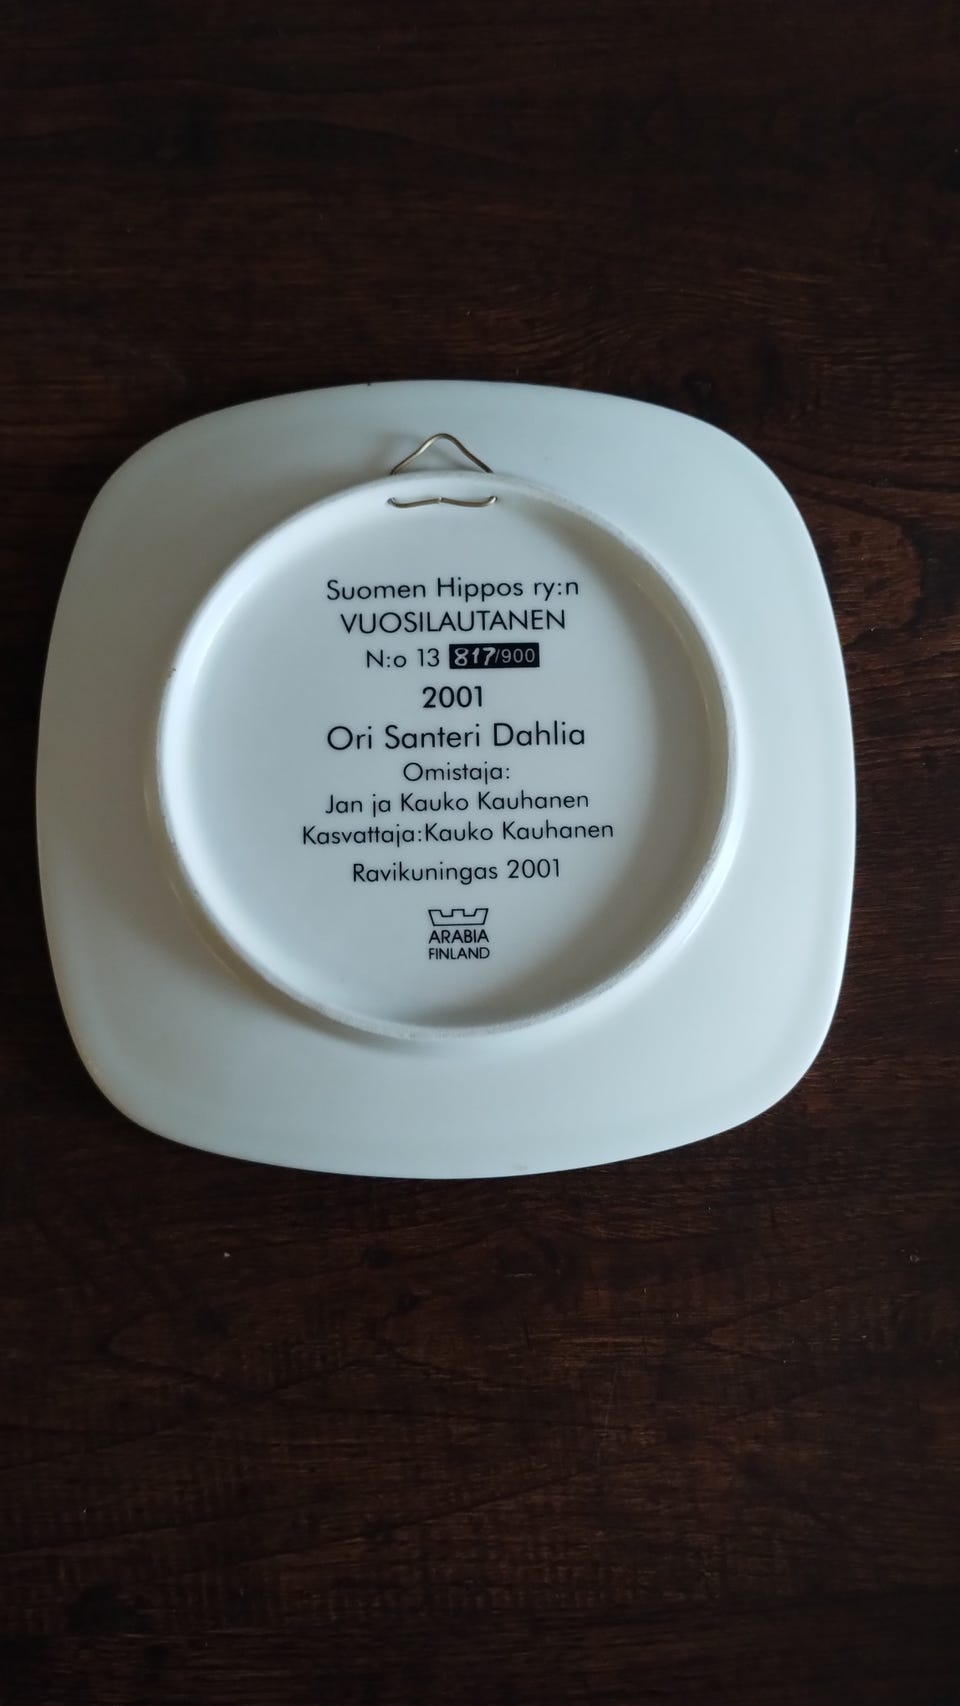 Suomen Hippos ry:n
VUOSILAUTANEN
N:o 13 817/900
2001
Ori Santeri Dahlia
Omistaja:
Jan ja Kauko Kauhanen
Kasvattaja:Kauko Kauhanen
Ravikuningas 2001
ARABIA
FINLAND